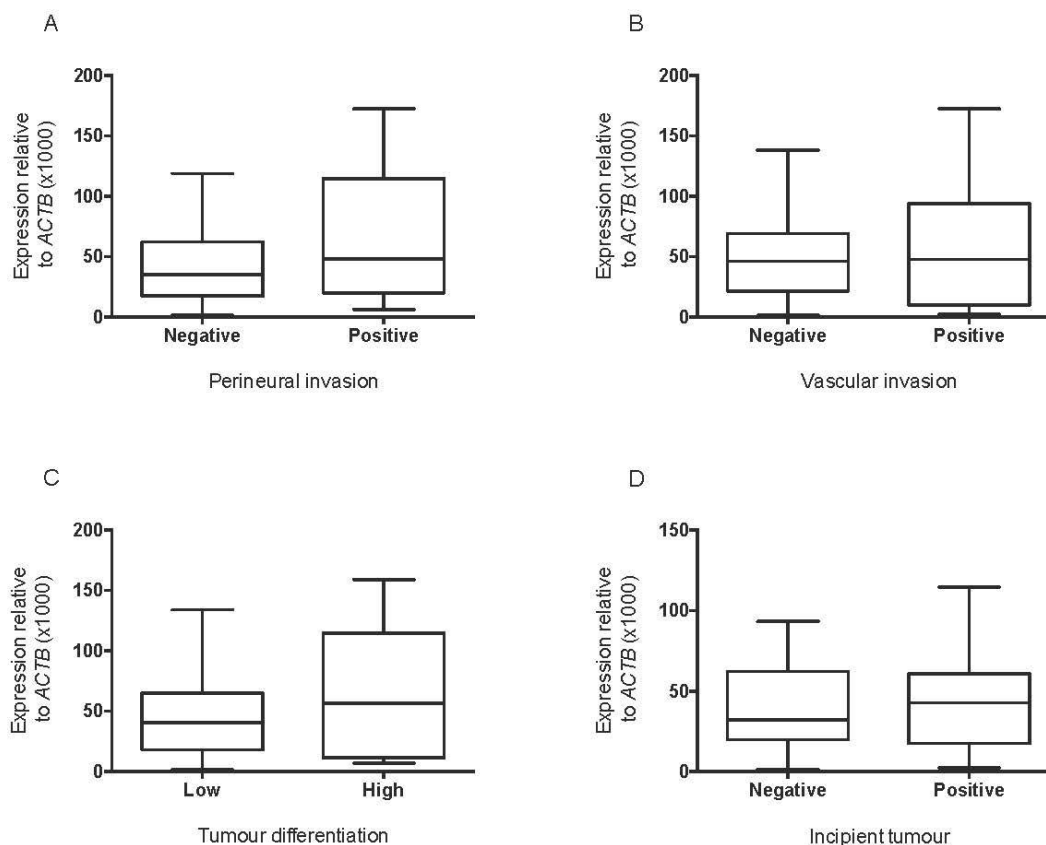 A
Expression relative
to ACTB (x1000)
200
150
100
50
0
Negative
Positive
Perineural invasion
B
Expression relative
to ACTB (x1000)
200
150
100
50
0
Negative
Positive
Vascular invasion
C
Expression relative
to ACTB (x1000)
200
150
100
50
0
Low
High
Tumour differentiation
D
Expression relative
to ACTB (x1000)
150
100
50
0
Negative
Positive
Incipient tumour